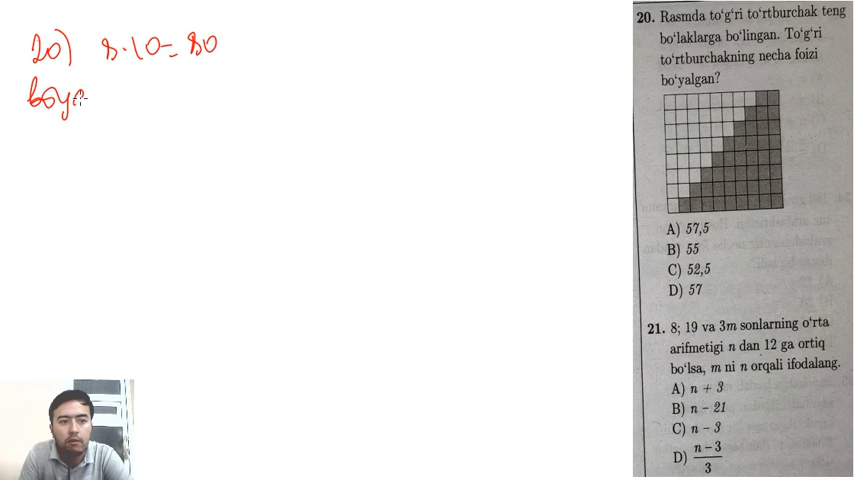 20) 8·10=80
bo'ya
20. Rasmda to‘g‘ri to‘rtburchak teng
bo‘laklarga bo‘lingan. To‘g‘ri
to‘rtburchakning necha foizi
bo‘yalgan?
A) 57,5
B) 55
C) 52,5
D) 57
21. 8; 19 va 3m sonlarning o‘rta
arifmetigi n dan 12 ga ortiq
bo‘lsa, m ni n orqali ifodalang.
A) n + 3
B) n − 21
C) n − 3
D) n−3
3